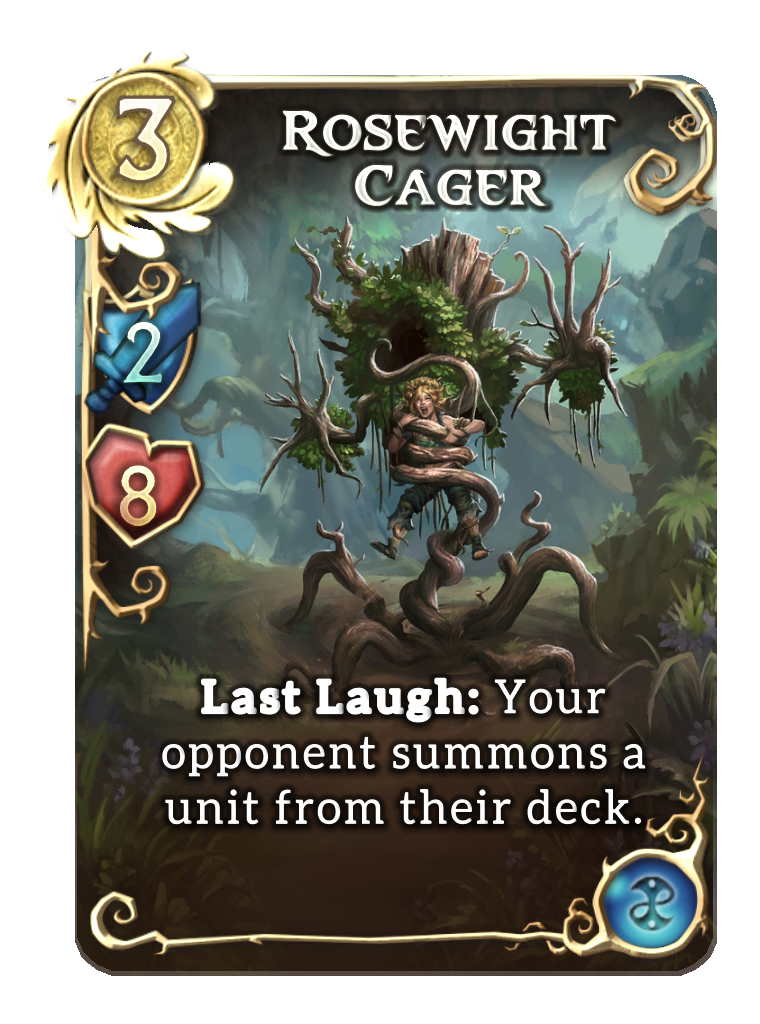 3
ROSEWIGHT
CAGER
2
8
Last Laugh: Your
opponent summons a
unit from their deck.